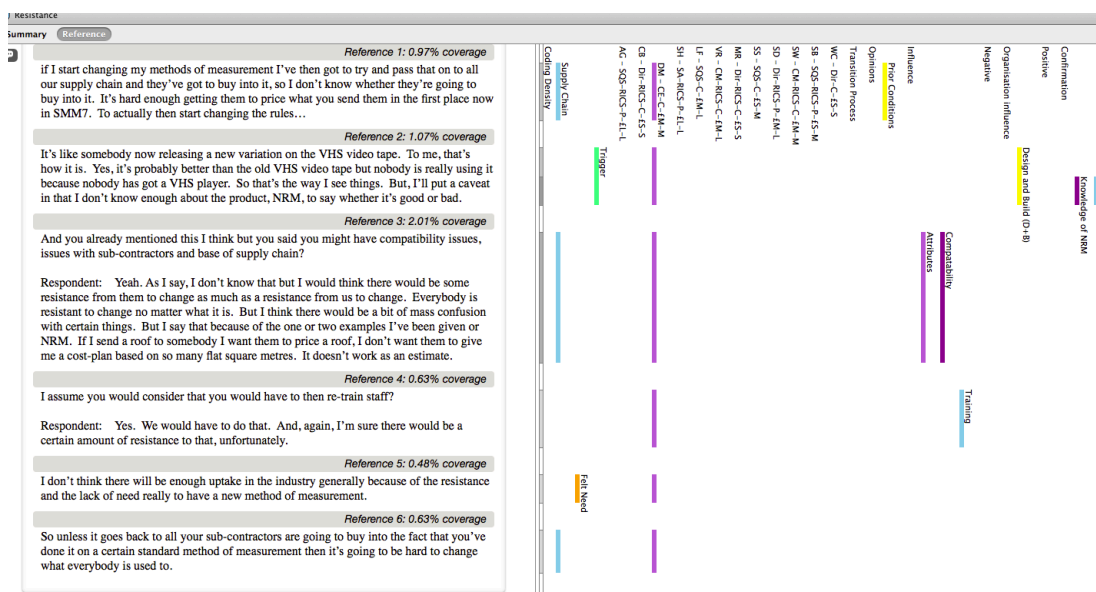 Resistance
Summary Reference
Reference 1: 0.97% coverage
if I start changing my methods of measurement I've then got to try and pass that on to all
our supply chain and they've got to buy into it, so I don't know whether they're going to
buy into it. It's hard enough getting them to price what you send them in the first place now
in SMM7. To actually then start changing the rules…
Reference 2: 1.07% coverage
It's like somebody now releasing a new variation on the VHS video tape. To me, that's
how it is. Yes, it's probably better than the old VHS video tape but nobody is really using it
because nobody has got a VHS player. So that's the way I see things. But, I'll put a caveat
in that I don't know enough about the product, NRM, to say whether it's good or bad.
Reference 3: 2.01% coverage
And you already mentioned this I think but you said you might have compatibility issues,
issues with sub-contractors and base of supply chain?
Respondent: Yeah. As I say, I don't know that but I would think there would be some
resistance from them to change as much as a resistance from us to change. Everybody is
resistant to change no matter what it is. But I think there would be a bit of mass confusion
with certain things. But I say that because of the one or two examples I've been given or
NRM. If I send a roof to somebody I want them to price a roof, I don't want them to give
me a cost-plan based on so many flat square metres. It doesn't work as an estimate.
Reference 4: 0.63% coverage
I assume you would consider that you would have to then re-train staff?
Respondent: Yes. We would have to do that. And, again, I'm sure there would be a
certain amount of resistance to that, unfortunately.
Reference 5: 0.48% coverage
I don't think there will be enough uptake in the industry generally because of the resistance
and the lack of need really to have a new method of measurement.
Reference 6: 0.63% coverage
So unless it goes back to all your sub-contractors are going to buy into the fact that you've
done it on a certain standard method of measurement then it's going to be hard to change
what everybody is used to.
Coding Density
Supply Chain
Felt Need
Trigger
AG – SQS-RICS-P-£L-L
CB – Dir-RICS-C-£S-S
DM – CE-C-£M-M
SH – SA-RICS-P-£L-L
LF – SQS-C-£M-L
VR – CM-RICS-C-£M-L
MR – Dir-RICS-C-£S-S
SS – SQS-C-£S-M
SD – Dir-RICS-P-£M-L
SW – CM-RICS-C-£M-M
SB – SQS-RICS-P-£S-M
WC – Dir-C-£S-S
Transition Process
Opinions
Prior Conditions
Influence
Attributes
Compatability
Training
Negative
Organisation influence
Design and Build (D+B)
Positive
Confirmation
Knowledge of NRM